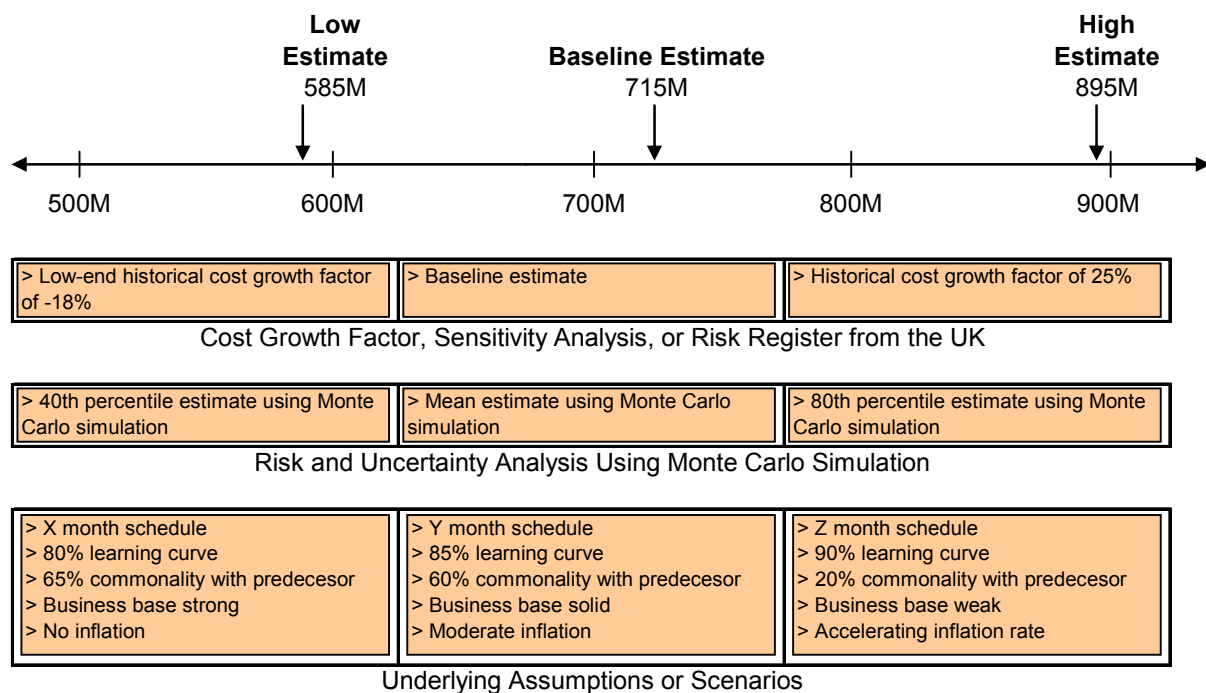 Low
Estimate
585M
Baseline Estimate
715M
High
Estimate
895M
500M
600M
700M
800M
900M
> Low-end historical cost growth factor
of -18%
> Baseline estimate
> Historical cost growth factor of 25%
Cost Growth Factor, Sensitivity Analysis, or Risk Register from the UK
> 40th percentile estimate using Monte
Carlo simulation
> Mean estimate using Monte Carlo
simulation
> 80th percentile estimate using Monte
Carlo simulation
Risk and Uncertainty Analysis Using Monte Carlo Simulation
> X month schedule
> 80% learning curve
> 65% commonality with predecesor
> Business base strong
> No inflation
> Y month schedule
> 85% learning curve
> 60% commonality with predecesor
> Business base solid
> Moderate inflation
> Z month schedule
> 90% learning curve
> 20% commonality with predecesor
> Business base weak
> Accelerating inflation rate
Underlying Assumptions or Scenarios